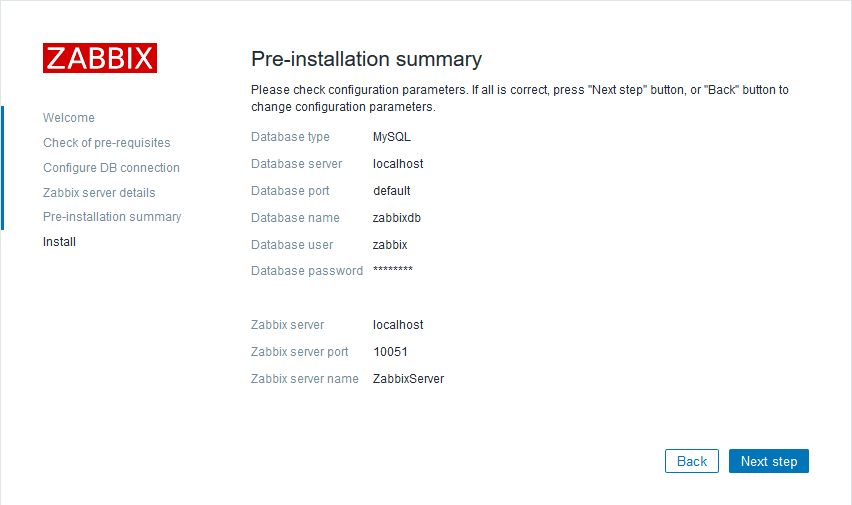 ZABBIX
Welcome
Check of pre-requisites
Configure DB connection
Zabbix server details
Pre-installation summary
Install
Pre-installation summary
Please check configuration parameters. If all is correct, press "Next step" button, or "Back" button to
change configuration parameters.
Database type MySQL
Database server localhost
Database port default
Database name zabbixdb
Database user zabbix
Database password ********
Zabbix server localhost
Zabbix server port 10051
Zabbix server name ZabbixServer
Back Next step